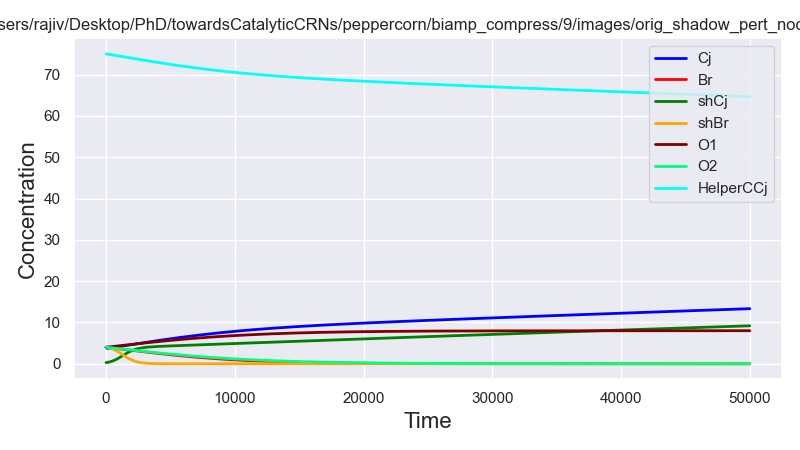 sers/rajiv/Desktop/PhD/towardsCatalyticCRNs/peppercorn/biamp_compress/9/images/orig_shadow_pert_noc
Cj
Br
shCj
shBr
O1
O2
HelperCCj
Concentration
70
60
50
40
30
20
10
0
0 10000 20000 30000 40000 50000
Time